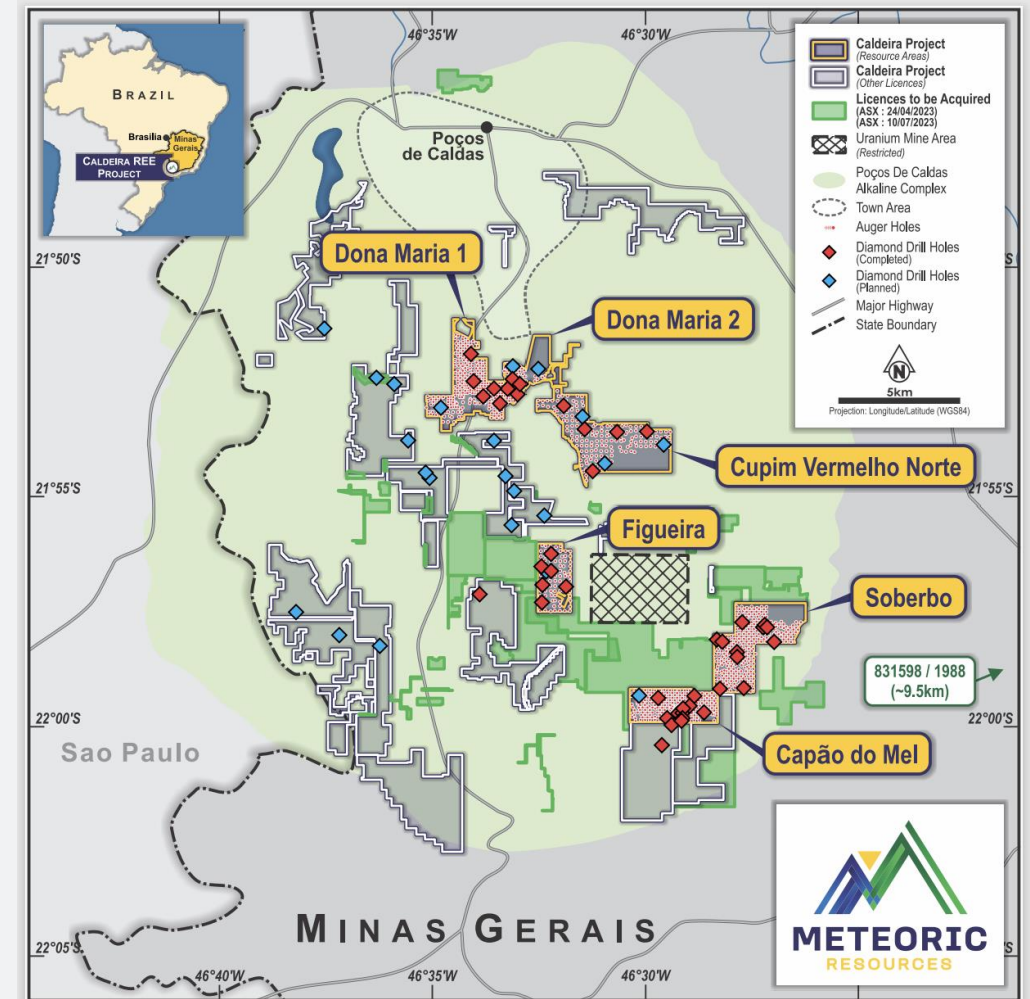 46°35'W
46°30'W
BRAZIL
Brasília
Minas
Gerais
CALDEIRA REE
PROJECT
Caldeira Project
(Resource Areas)
Caldeira Project
(Other Licences)
Licences to be Acquired
(ASX : 24/04/2023)
(ASX : 10/07/2023)
Uranium Mine Area
(Restricted)
Poços De Caldas
Alkaline Complex
Town Area
Auger Holes
Diamond Drill Holes
(Completed)
Diamond Drill Holes
(Planned)
Major Highway
State Boundary
N
5km
Projection: Longitude/Latitude (WGS84)
Poços
de Caldas
21°50'S
S
Dona Maria 1
Dona Maria 2
Cupim Vermelho Norte
21°55'S
21°55'S
Figueira
Soberbo
831598 / 1988
(~9.5km)
22°00'S
22°00'S
Sao Paulo
Capão do Mel
MINAS GERAIS
METEORIC
RESOURCES
22°05'S
S
46°40'W
46°35'W
46°30'W